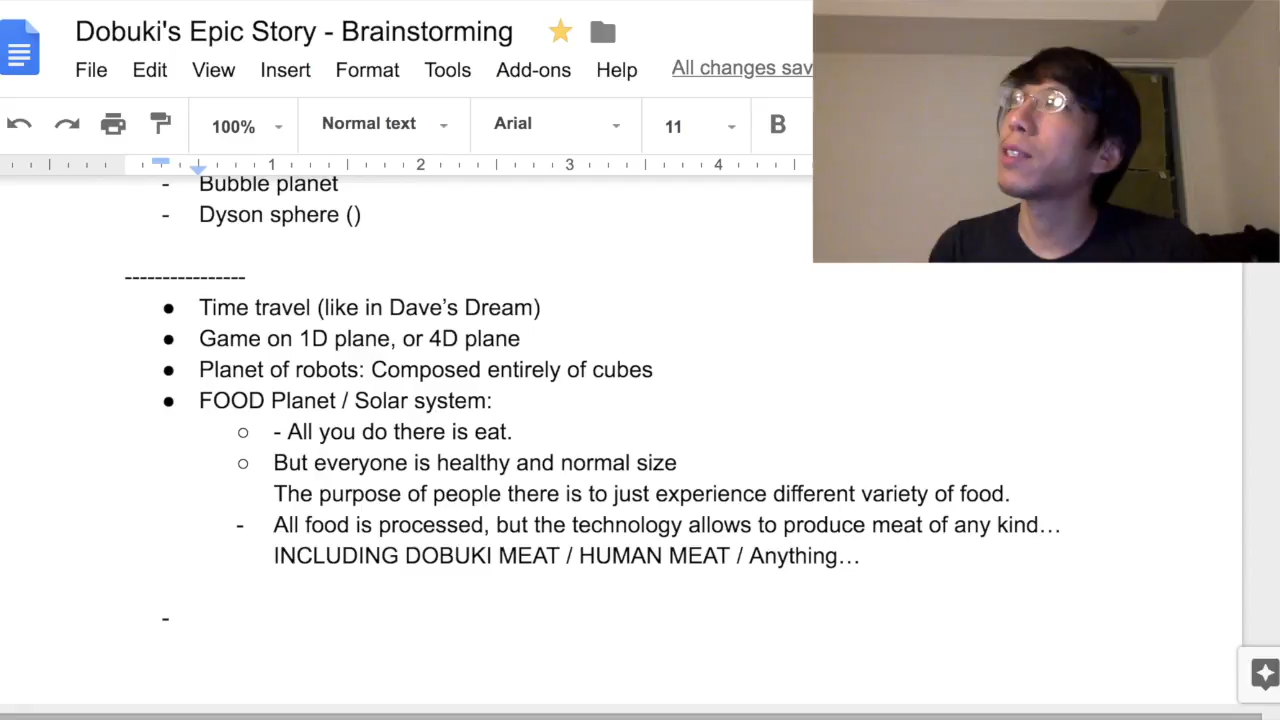 Dobuki's Epic Story - Brainstorming
File Edit View Insert Format Tools Add-ons Help All changes sav
100% Normal text Arial 11 B
1 2 3 4
- Bubble planet
- Dyson sphere ()
----------------
● Time travel (like in Dave’s Dream)
● Game on 1D plane, or 4D plane
● Planet of robots: Composed entirely of cubes
● FOOD Planet / Solar system:
○ - All you do there is eat.
○ But everyone is healthy and normal size
The purpose of people there is to just experience different variety of food.
- All food is processed, but the technology allows to produce meat of any kind…
INCLUDING DOBUKI MEAT / HUMAN MEAT / Anything…
-